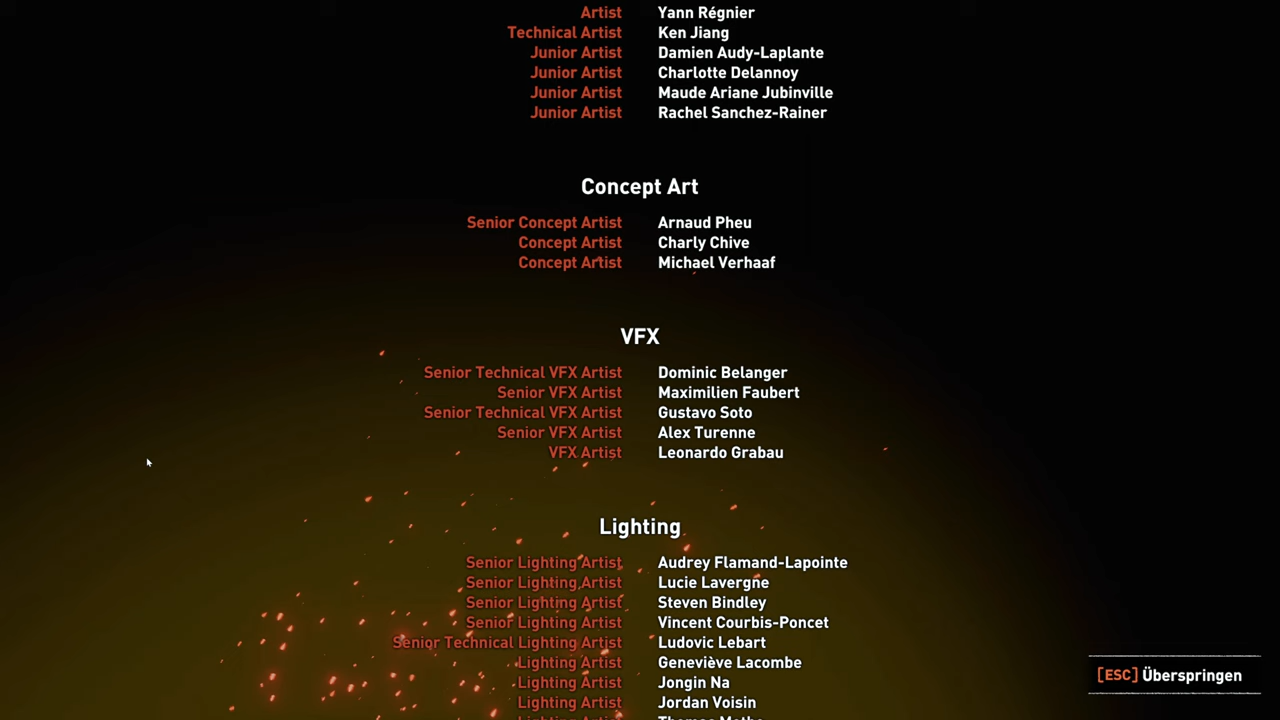 Artist Yann Régnier
Technical Artist Ken Jiang
Junior Artist Damien Audy-Laplante
Junior Artist Charlotte Delannoy
Junior Artist Maude Ariane Jubinville
Junior Artist Rachel Sanchez-Rainer
Concept Art
Senior Concept Artist Arnaud Pheu
Concept Artist Charly Chive
Concept Artist Michael Verhaaf
VFX
Senior Technical VFX Artist Dominic Belanger
Senior VFX Artist Maximilien Faubert
Senior Technical VFX Artist Gustavo Soto
Senior VFX Artist Alex Turenne
VFX Artist Leonardo Grabau
Lighting
Senior Lighting Artist Audrey Flamand-Lapointe
Senior Lighting Artist Lucie Lavergne
Senior Lighting Artist Steven Bindley
Senior Lighting Artist Vincent Courbis-Poncet
Senior Technical Lighting Artist Ludovic Lebart
Lighting Artist Geneviève Lacombe
Lighting Artist Jongin Na
Lighting Artist Jordan Voisin
[ESC] Überspringen